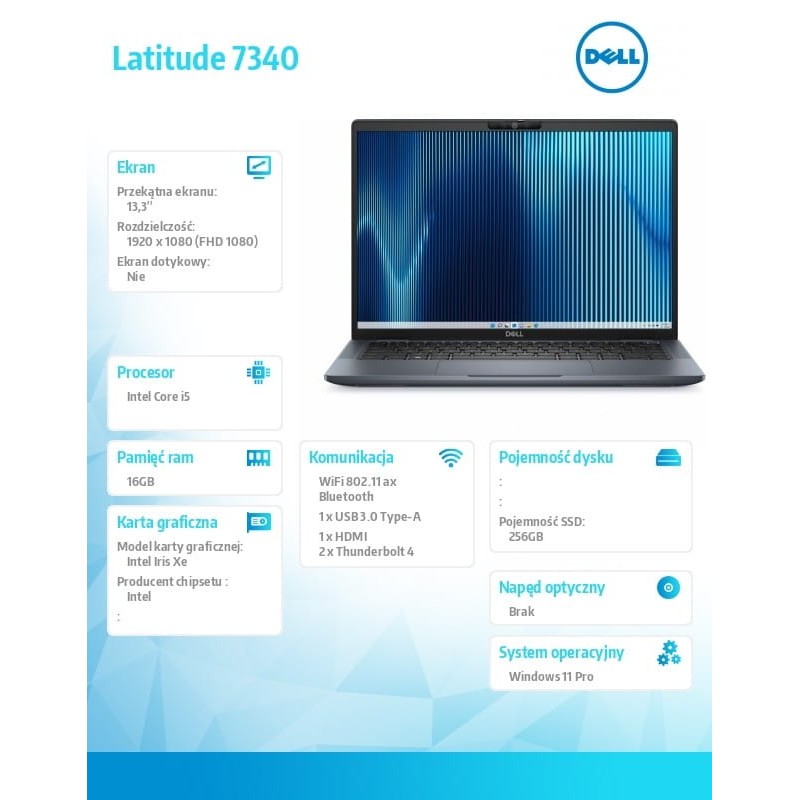 Latitude 7340
DELL
Ekran
Przekątna ekranu:
13,3"
Rozdzielczość:
1920 x 1080 (FHD 1080)
Ekran dotykowy:
Nie
DELL
Procesor
Intel Core i5
Pamięć ram
16GB
Karta graficzna
Model karty graficznej:
Intel Iris Xe
Producent chipsetu :
Intel
:
Komunikacja
WiFi 802.11 ax
Bluetooth
1 x USB 3.0 Type-A
1 x HDMI
2 x Thunderbolt 4
Pojemność dysku
:
:
Pojemność SSD:
256GB
Napęd optyczny
Brak
System operacyjny
Windows 11 Pro